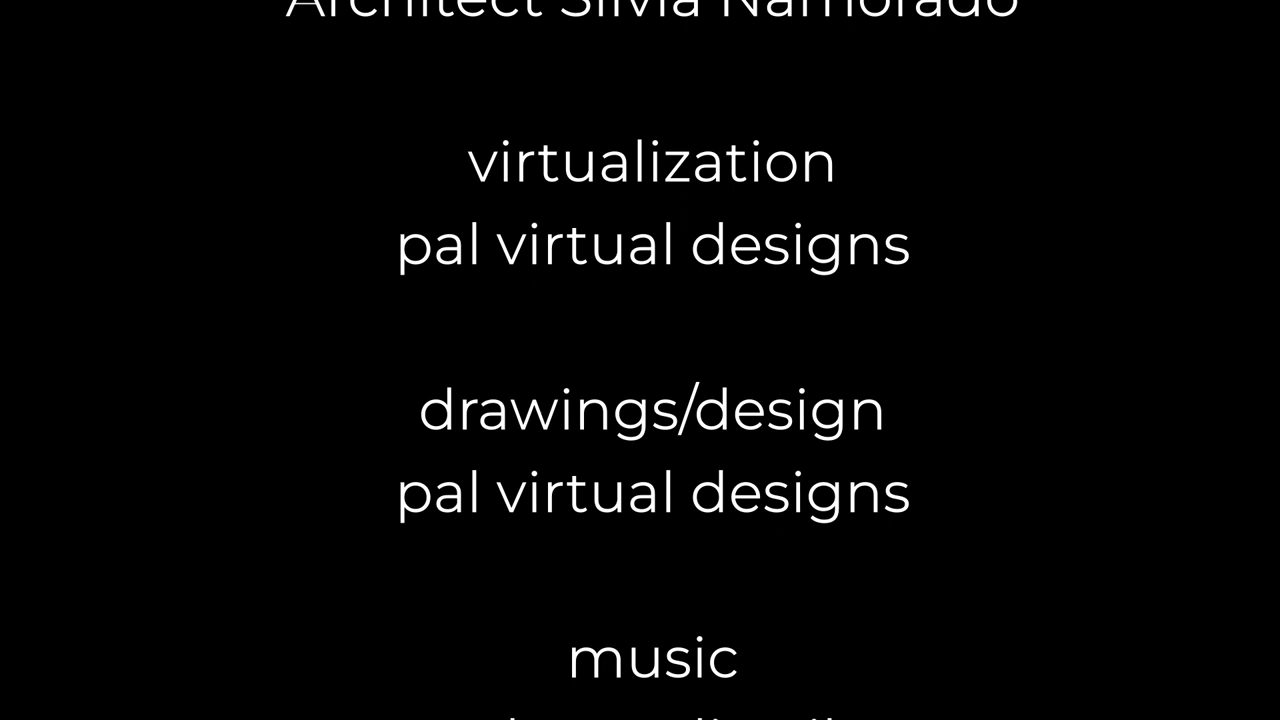 Architect Silvia Namorado
virtualization
pal virtual designs
drawings/design
pal virtual designs
music